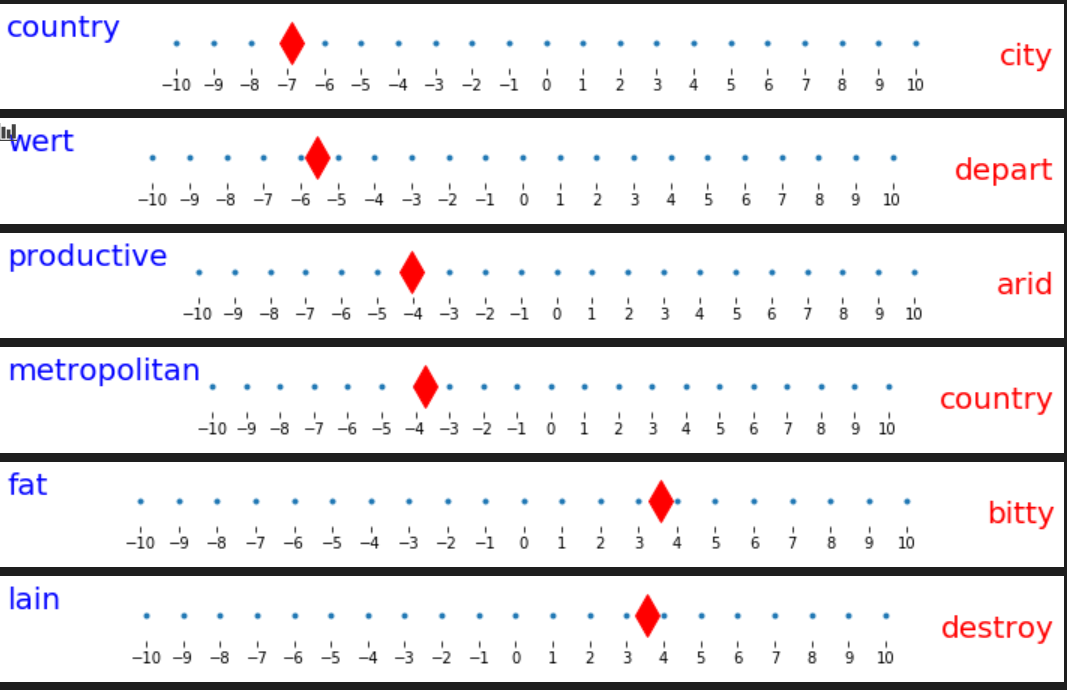 country
city
−10 −9 −8 −7 −6 −5 −4 −3 −2 −1 0 1 2 3 4 5 6 7 8 9 10
wert
depart
−10 −9 −8 −7 −6 −5 −4 −3 −2 −1 0 1 2 3 4 5 6 7 8 9 10
productive
arid
−10 −9 −8 −7 −6 −5 −4 −3 −2 −1 0 1 2 3 4 5 6 7 8 9 10
metropolitan
country
−10 −9 −8 −7 −6 −5 −4 −3 −2 −1 0 1 2 3 4 5 6 7 8 9 10
fat
bitty
−10 −9 −8 −7 −6 −5 −4 −3 −2 −1 0 1 2 3 4 5 6 7 8 9 10
lain
destroy
−10 −9 −8 −7 −6 −5 −4 −3 −2 −1 0 1 2 3 4 5 6 7 8 9 10